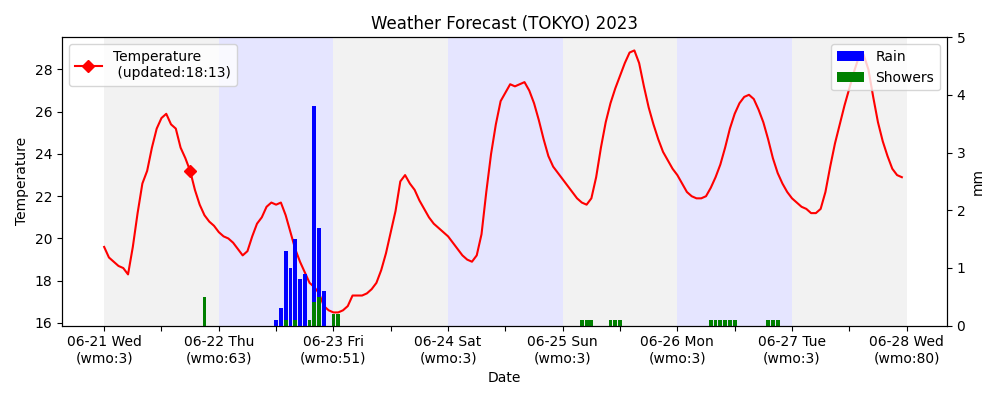 Weather Forecast (TOKYO) 2023
Temperature
(updated:18:13)
Rain
Showers
Temperature
28
26
24
22
20
18
16
5
4
3
2
1
0
mm
06-21 Wed
(wmo:3)
06-22 Thu
(wmo:63)
06-23 Fri
(wmo:51)
06-24 Sat
(wmo:3)
06-25 Sun
(wmo:3)
06-26 Mon
(wmo:3)
06-27 Tue
(wmo:3)
06-28 Wed
(wmo:80)
Date